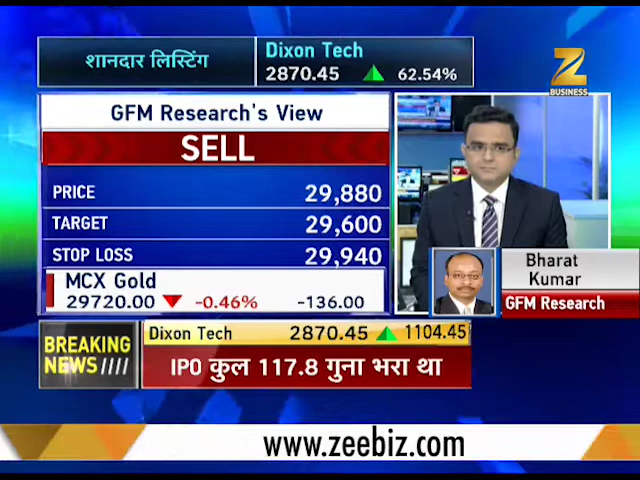 शानदार लिस्टिंग
Dixon Tech
2870.45 ▲ 62.54%
Z
ZEE
BUSINESS
GFM Research's View
SELL
PRICE 29,880
TARGET 29,600
STOP LOSS 29,940
MCX Gold
29720.00 ▼ -0.46% -136.00
Bharat
Kumar
GFM Research
BREAKING
NEWS ////
Dixon Tech 2870.45 ▲ 1104.45
IPO कुल 117.8 गुना भरा था
www.zeebiz.com